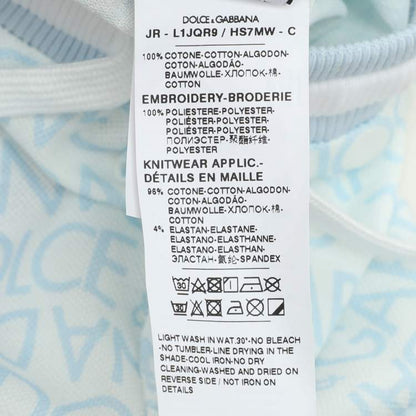 DOLCE & GABBANA
JR - L1JQR9 / HS7MW - C
100% COTONE-COTTON-ALGODON-
COTON-ALGODÃO-
BAUMWOLLE-ХЛОПОК-棉-
COTTON
EMBROIDERY-BRODERIE
100% POLIESTERE-POLYESTER-
POLIÉSTER-POLYESTER-
POLIÉSTER-POLYESTER-
ПОЛИЭСТЕР-聚酯纤维-
POLYESTER
KNITWEAR APPLIC.-
DÉTAILS EN MAILLE
96% COTONE-COTTON-ALGODON-
COTON-ALGODÃO-
BAUMWOLLE-ХЛОПОК-棉-
COTTON
4% ELASTAN-ELASTANE-
ELASTANO-ELASTHANNE-
ELASTANO-ELASTHAN-
ЭЛАСТАН-氨纶-SPANDEX
30
LIGHT WASH IN WAT.30°-NO BLEACH
-NO TUMBLER-LINE DRYING IN THE
SHADE-COOL IRON-NO DRY
CLEANING-WASHED AND DRIED ON
REVERSE SIDE / NOT DRIED ON
HANGER
DOLCE